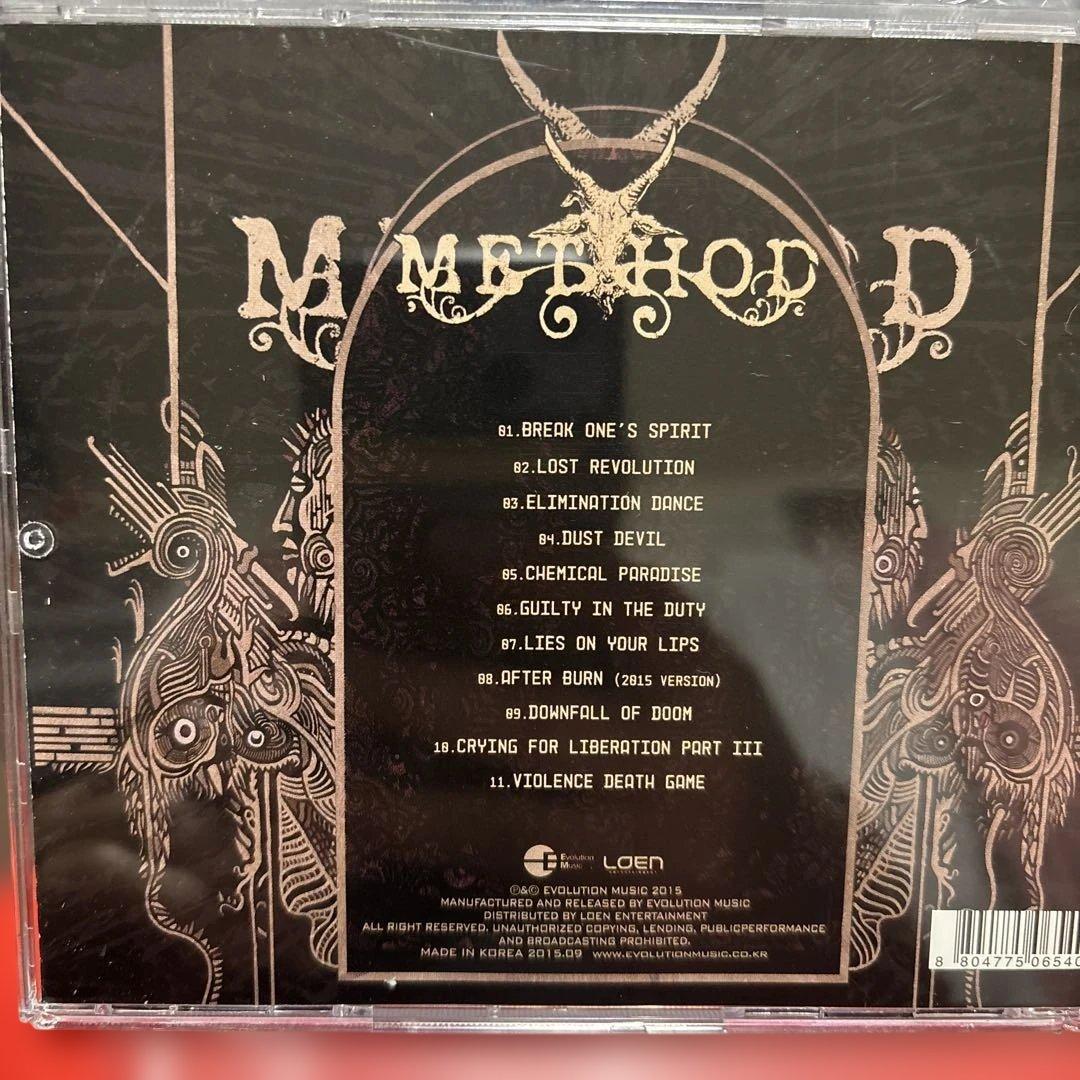 M D
METHOD
01.BREAK ONE'S SPIRIT
02.LOST REVOLUTION
03.ELIMINATION DANCE
04.DUST DEVIL
05.CHEMICAL PARADISE
06.GUILTY IN THE DUTY
07.LIES ON YOUR LIPS
08.AFTER BURN (2015 VERSION)
09.DOWNFALL OF DOOM
10.CRYING FOR LIBERATION PART III
11.VIOLENCE DEATH GAME
Evolution
Music
LOEN
ENTERTAINMENT
℗&© EVOLUTION MUSIC 2015
MANUFACTURED AND RELEASED BY EVOLUTION MUSIC
DISTRIBUTED BY LOEN ENTERTAINMENT
ALL RIGHT RESERVED. UNAUTHORIZED COPYING, LENDING, PUBLICPERFORMANCE
AND BROADCASTING PROHIBITED.
MADE IN KOREA 2015.09 WWW.EVOLUTIONMUSIC.CO.KR
8 804775 06540